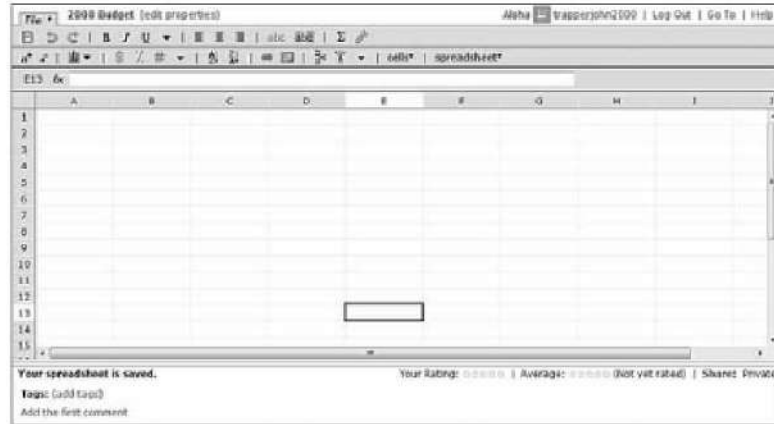 File 2008 Budget (edit properties) Aloha trapperjohn2000 | Log Out | Go To | Help
B I U abc Σ
$ % # cells spreadsheet
E13 fx
A B C D E F G H I J
1
2
3
4
5
6
7
8
9
10
11
12
13
14
15
Your spreadsheet is saved. Your Rating: | Average: (Not yet rated) | Share: Private
Tags: (add tags)
Add the first comment